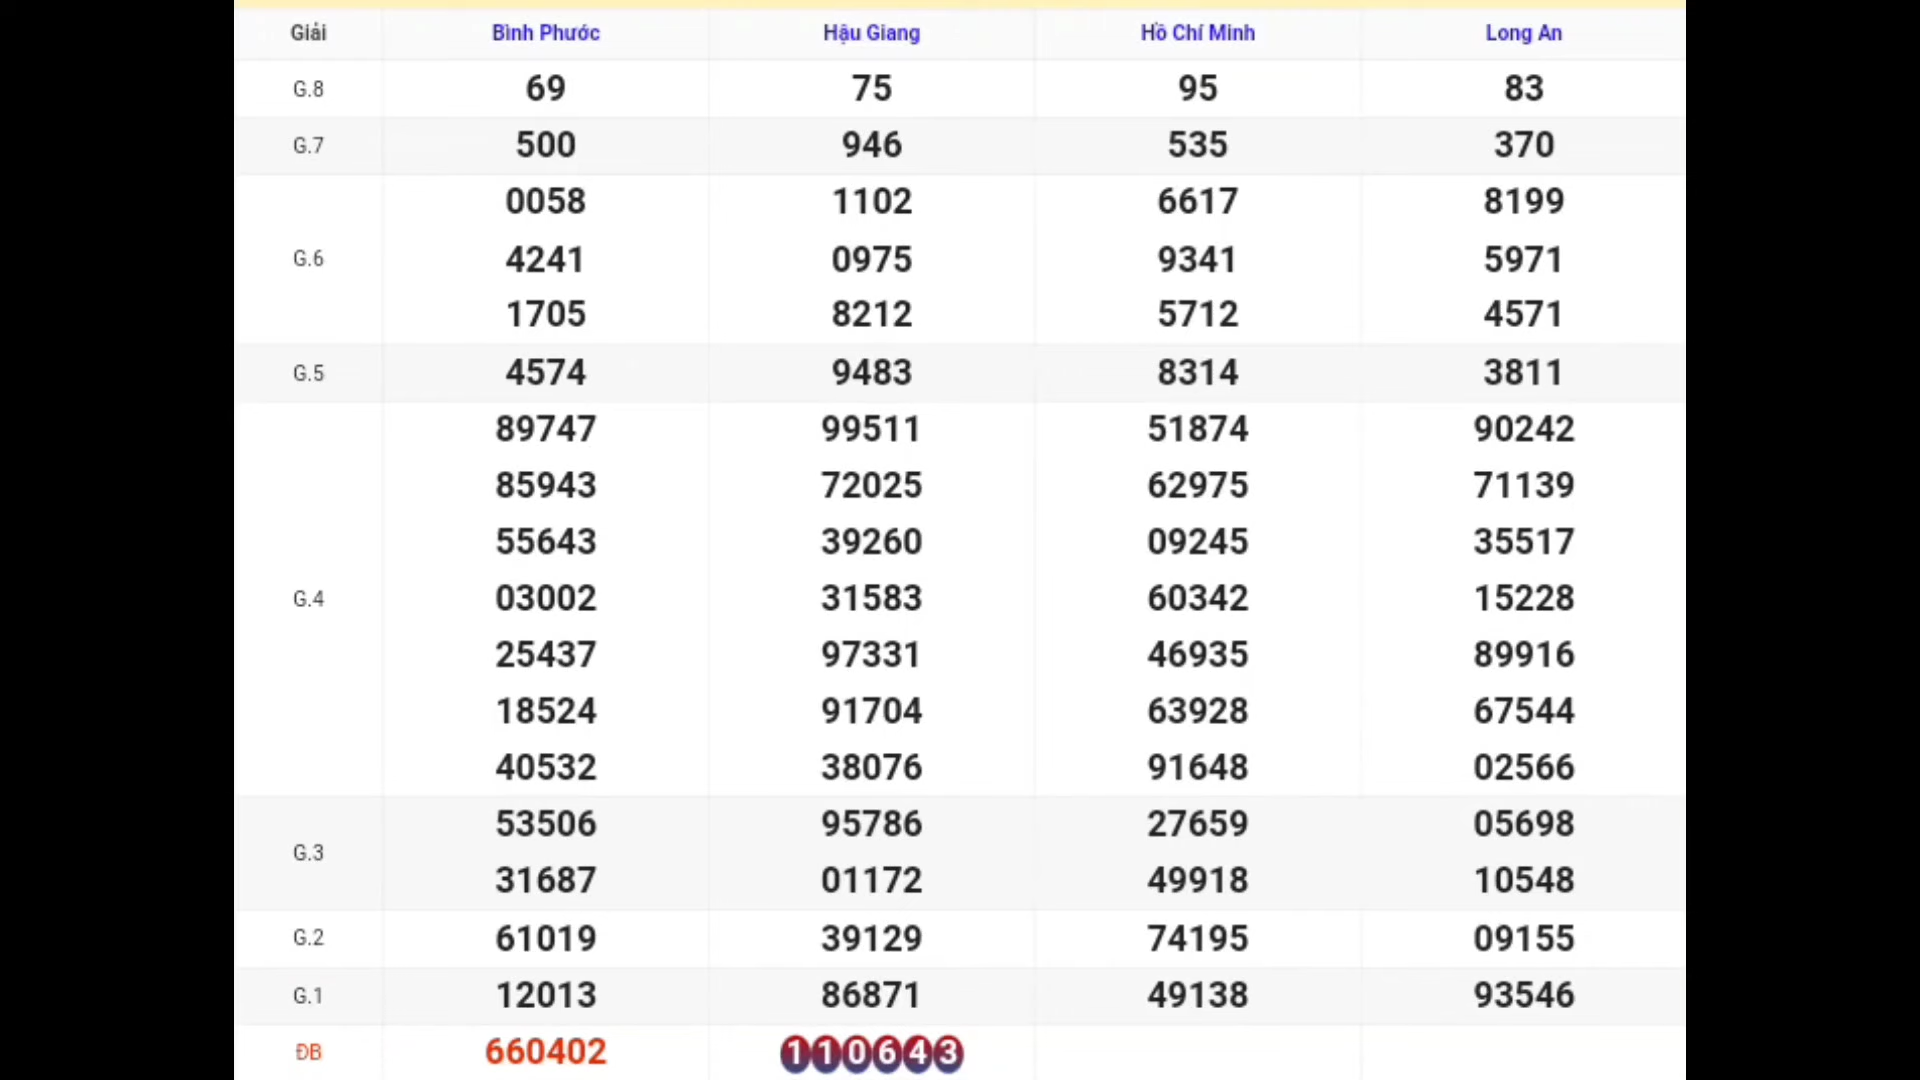 Giải Bình Phước Hậu Giang Hồ Chí Minh Long An
G.8 69 75 95 83
G.7 500 946 535 370
0058 1102 6617 8199
G.6 4241 0975 9341 5971
1705 8212 5712 4571
G.5 4574 9483 8314 3811
89747 99511 51874 90242
85943 72025 62975 71139
55643 39260 09245 35517
G.4 03002 31583 60342 15228
25437 97331 46935 89916
18524 91704 63928 67544
40532 38076 91648 02566
53506 95786 27659 05698
G.3
31687 01172 49918 10548
G.2 61019 39129 74195 09155
G.1 12013 86871 49138 93546
ĐB 660402 110643